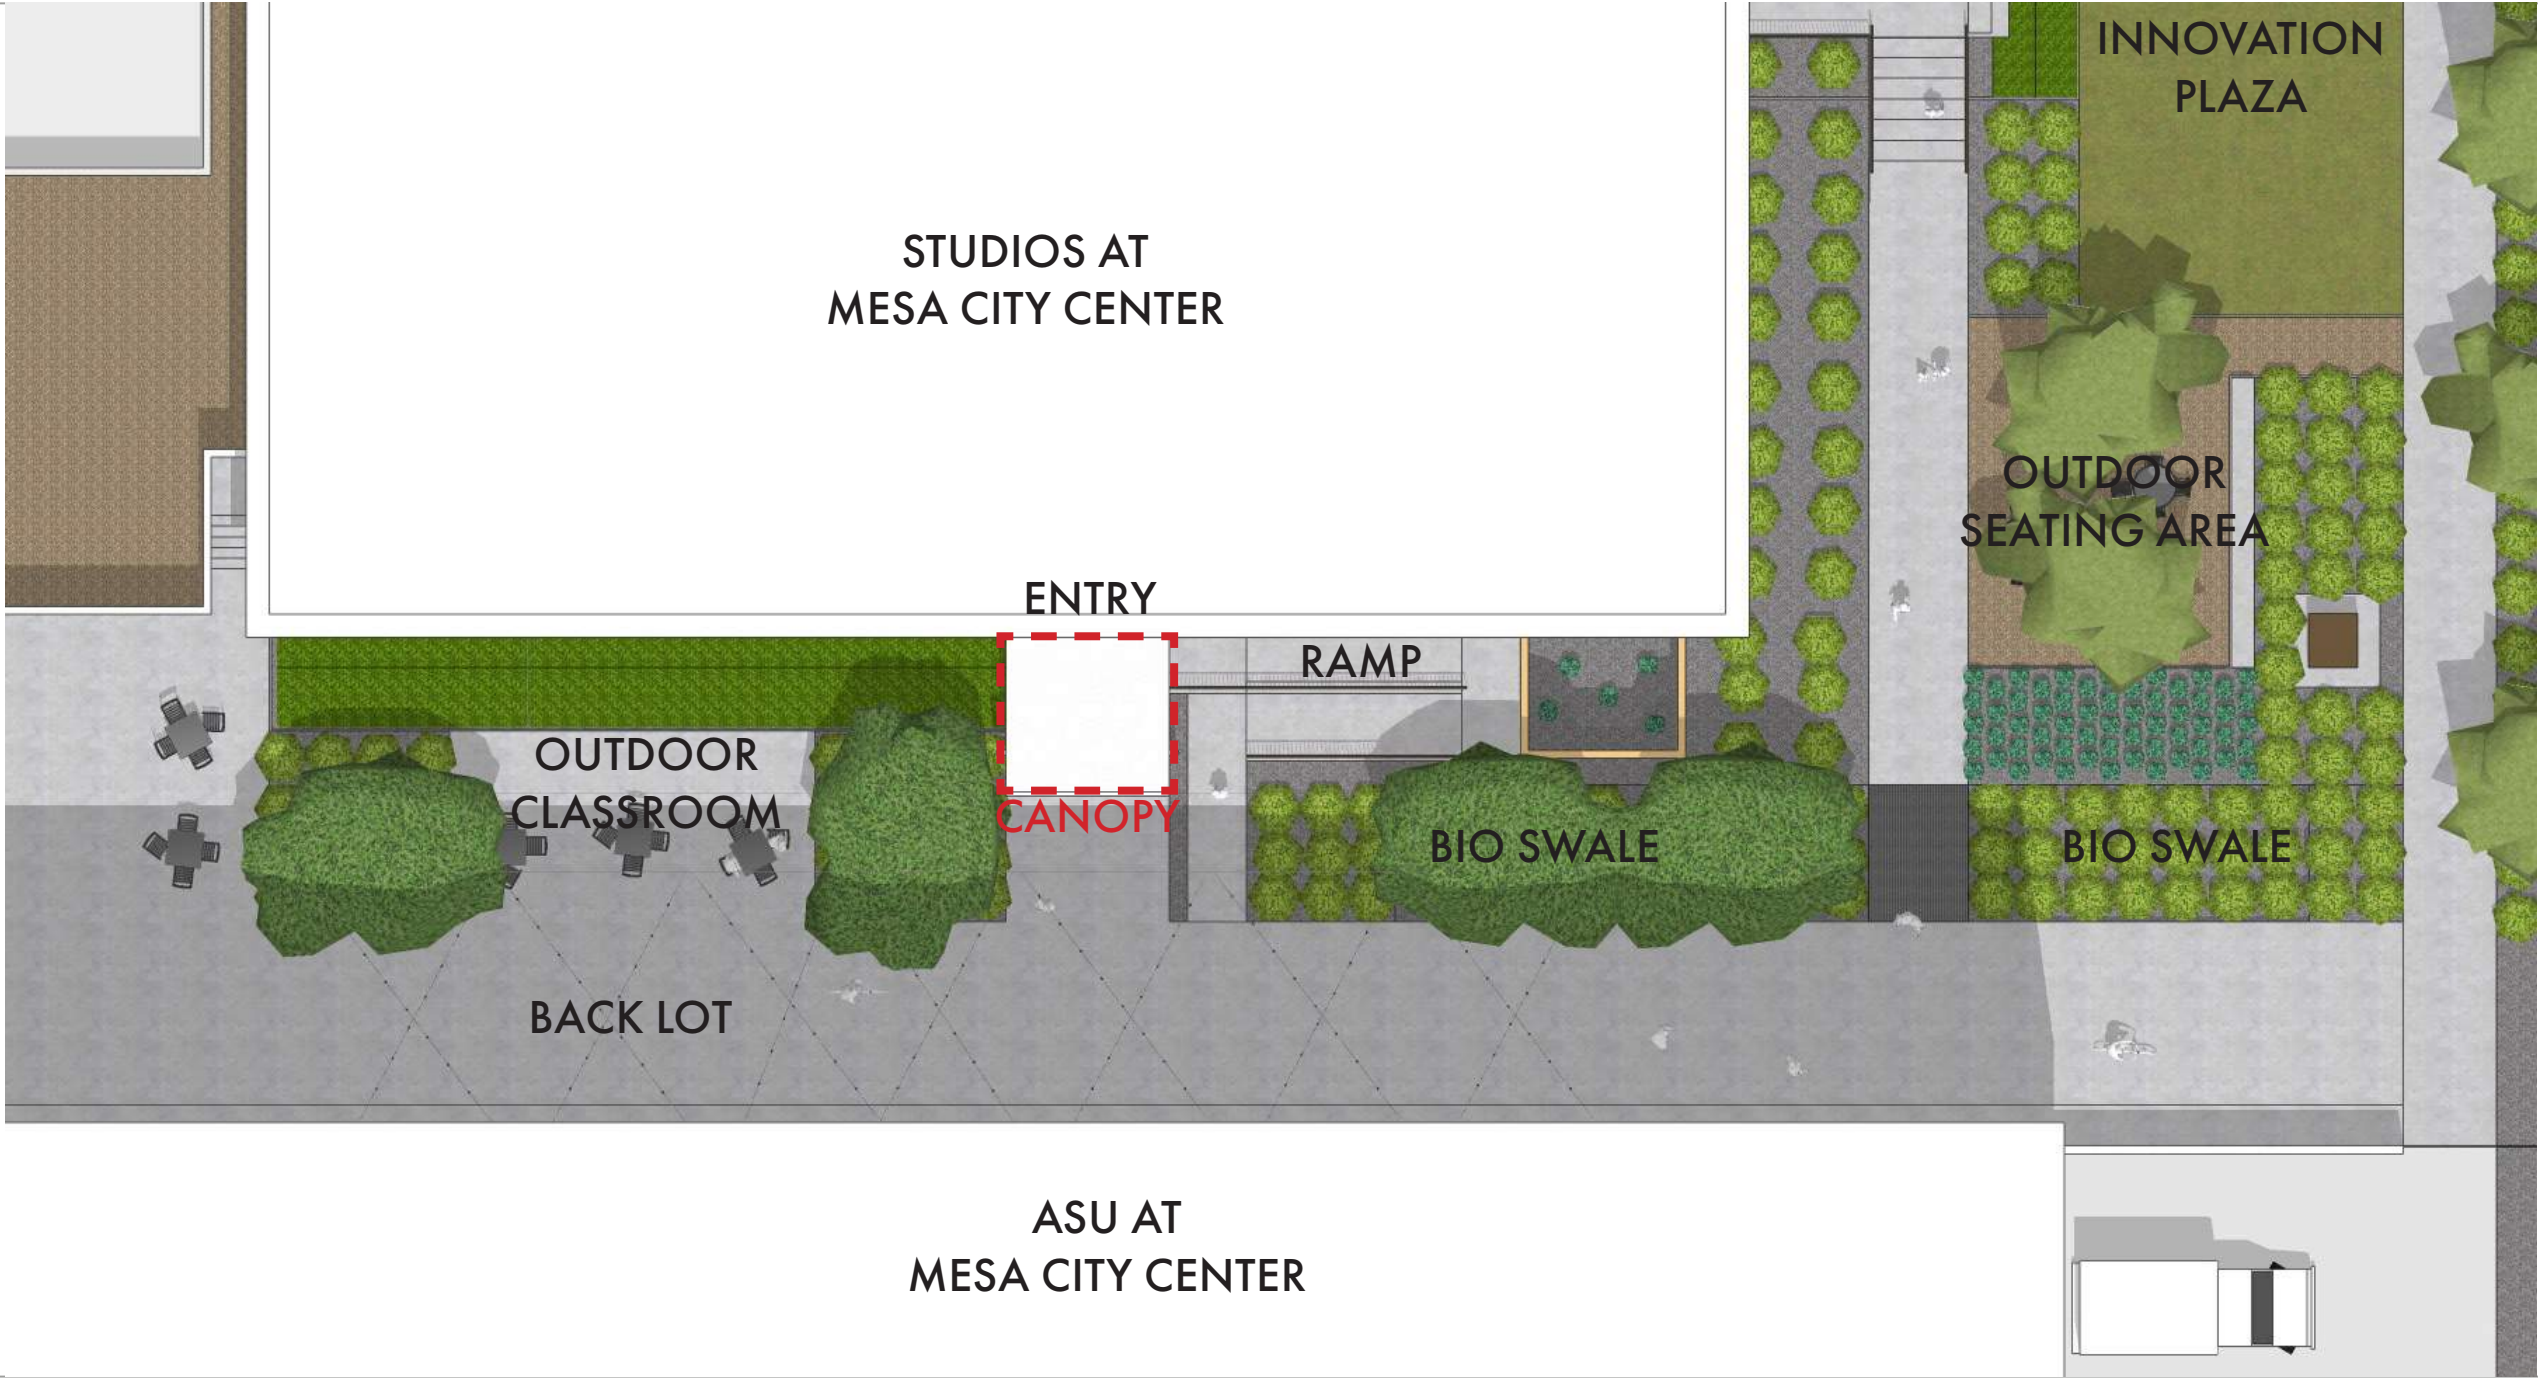 INNOVATION
PLAZA
STUDIOS AT
MESA CITY CENTER
OUTDOOR
SEATING AREA
ENTRY
RAMP
OUTDOOR
CLASSROOM
CANOPY
BIO SWALE
BIO SWALE
BACK LOT
ASU AT
MESA CITY CENTER